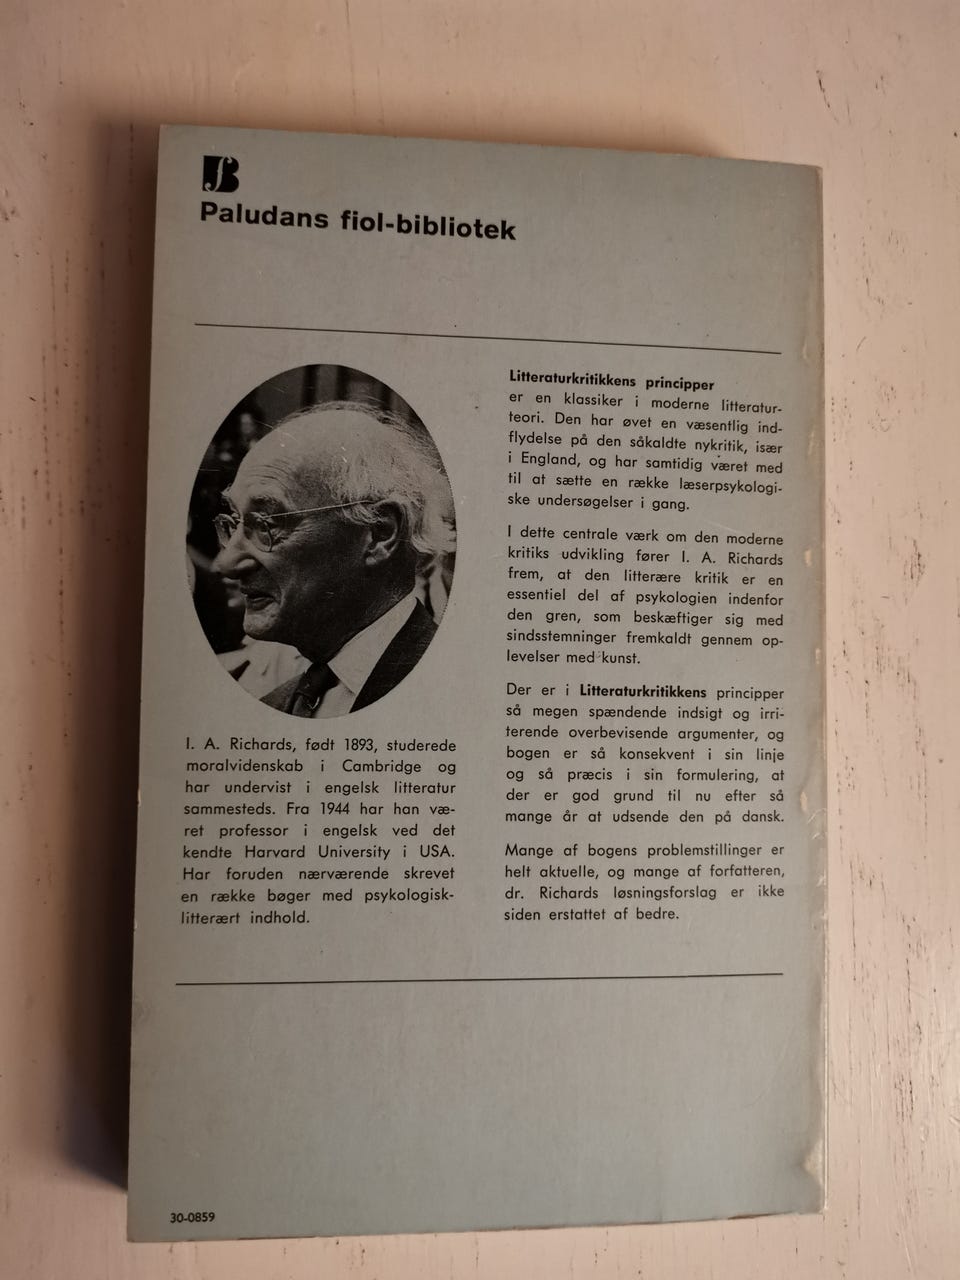 Paludans fiol-bibliotek
I. A. Richards, født 1893, studerede
moralvidenskab i Cambridge og
har undervist i engelsk litteratur
sammesteds. Fra 1944 har han væ-
ret professor i engelsk ved det
kendte Harvard University i USA.
Har foruden nærværende skrevet
en række bøger med psykologisk-
litterært indhold.
Litteraturkritikkens principper
er en klassiker i moderne litteratur-
teori. Den har øvet en væsentlig ind-
flydelse på den såkaldte nykritik, især
i England, og har samtidig været med
til at sætte en række læserpsykologi-
ske undersøgelser i gang.
I dette centrale værk om den moderne
kritiks udvikling fører I. A. Richards
frem, at den litterære kritik er en
essentiel del af psykologien indenfor
den gren, som beskæftiger sig med
sindsstemninger fremkaldt gennem op-
levelser med kunst.
Der er i Litteraturkritikkens principper
så megen spændende indsigt og irri-
terende overbevisende argumenter, og
bogen er så konsekvent i sin linje
og så præcis i sin formulering, at
der er god grund til nu efter så
mange år at udsende den på dansk.
Mange af bogens problemstillinger er
helt aktuelle, og mange af forfatteren,
dr. Richards løsningsforslag er ikke
siden erstattet af bedre.
30-0859